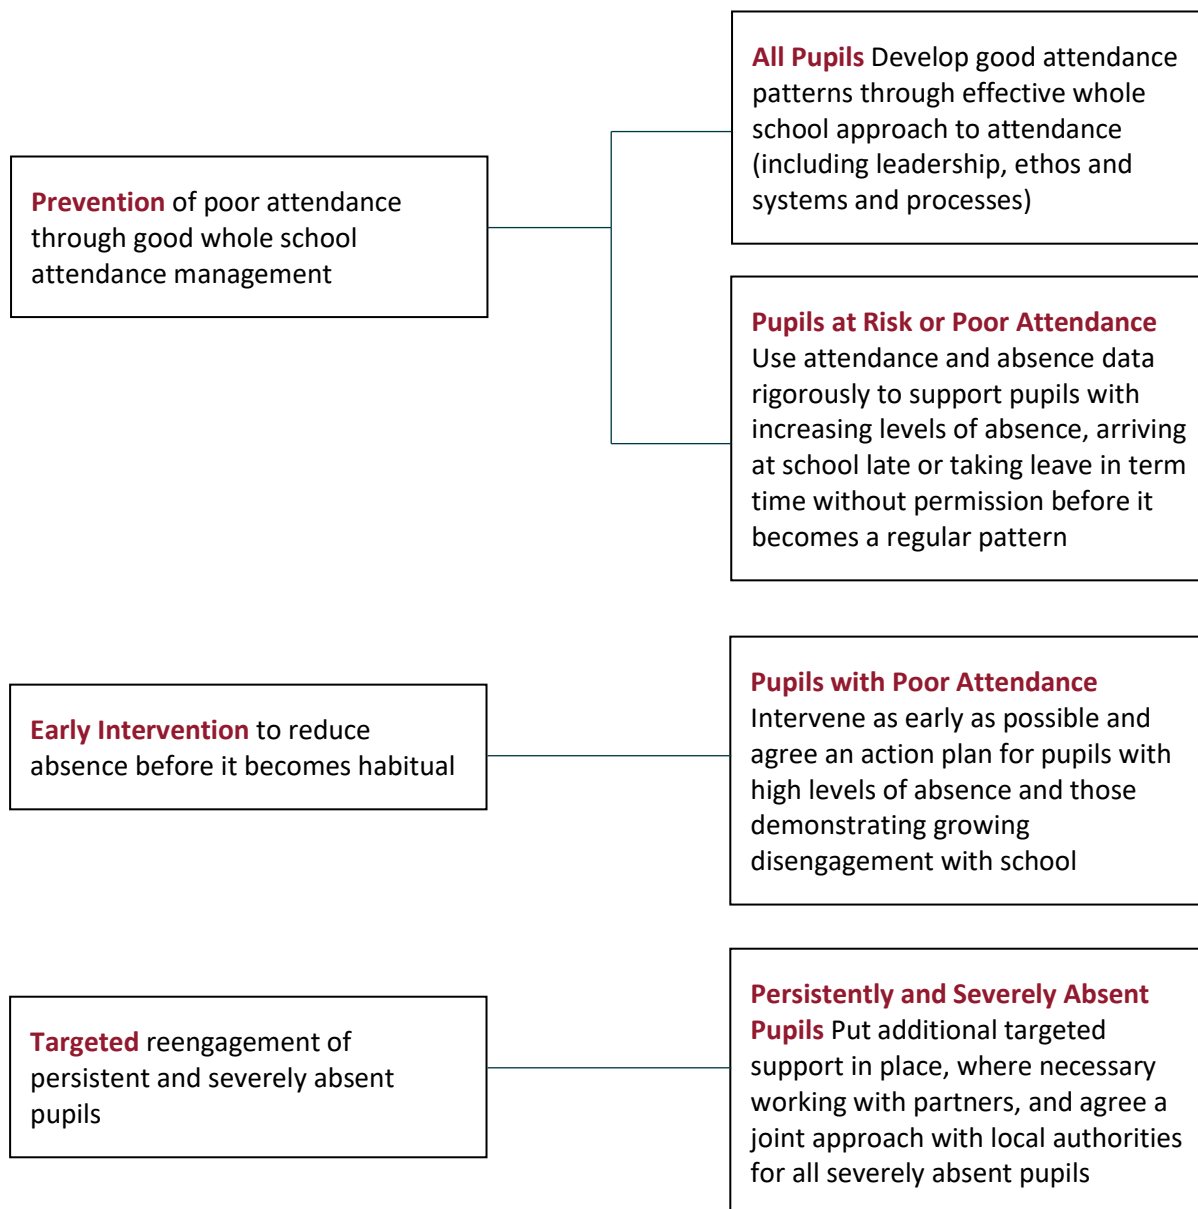 Prevention of poor attendance
through good whole school
attendance management
All Pupils Develop good attendance
patterns through effective whole
school approach to attendance
(including leadership, ethos and
systems and processes)
Pupils at Risk or Poor Attendance
Use attendance and absence data
rigorously to support pupils with
increasing levels of absence, arriving
at school late or taking leave in term
time without permission before it
becomes a regular pattern
Early Intervention to reduce
absence before it becomes habitual
Pupils with Poor Attendance
Intervene as early as possible and
agree an action plan for pupils with
high levels of absence and those
demonstrating growing
disengagement with school
Targeted reengagement of
persistent and severely absent
pupils
Persistently and Severely Absent
Pupils Put additional targeted
support in place, where necessary
working with partners, and agree a
joint approach with local authorities
for all severely absent pupils